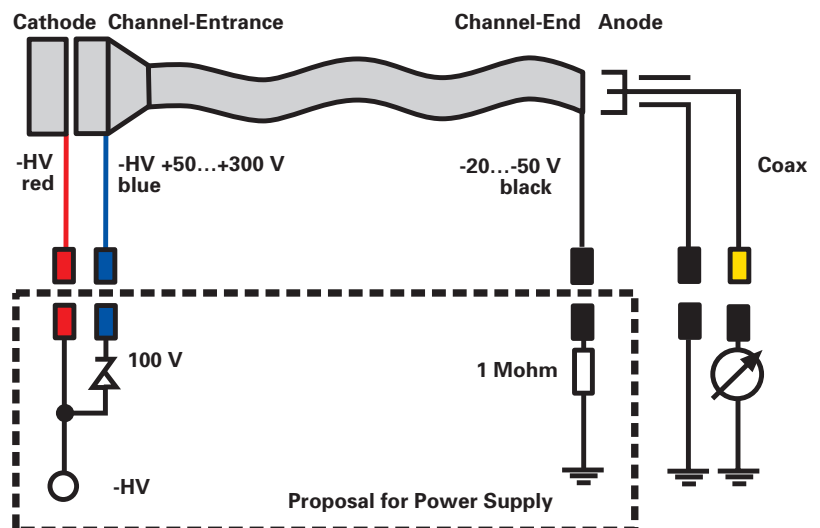 Cathode Channel-Entrance Channel-End Anode
-HV
red
-HV +50…+300 V
blue
-20…-50 V
black
Coax
100 V
1 Mohm
-HV
Proposal for Power Supply